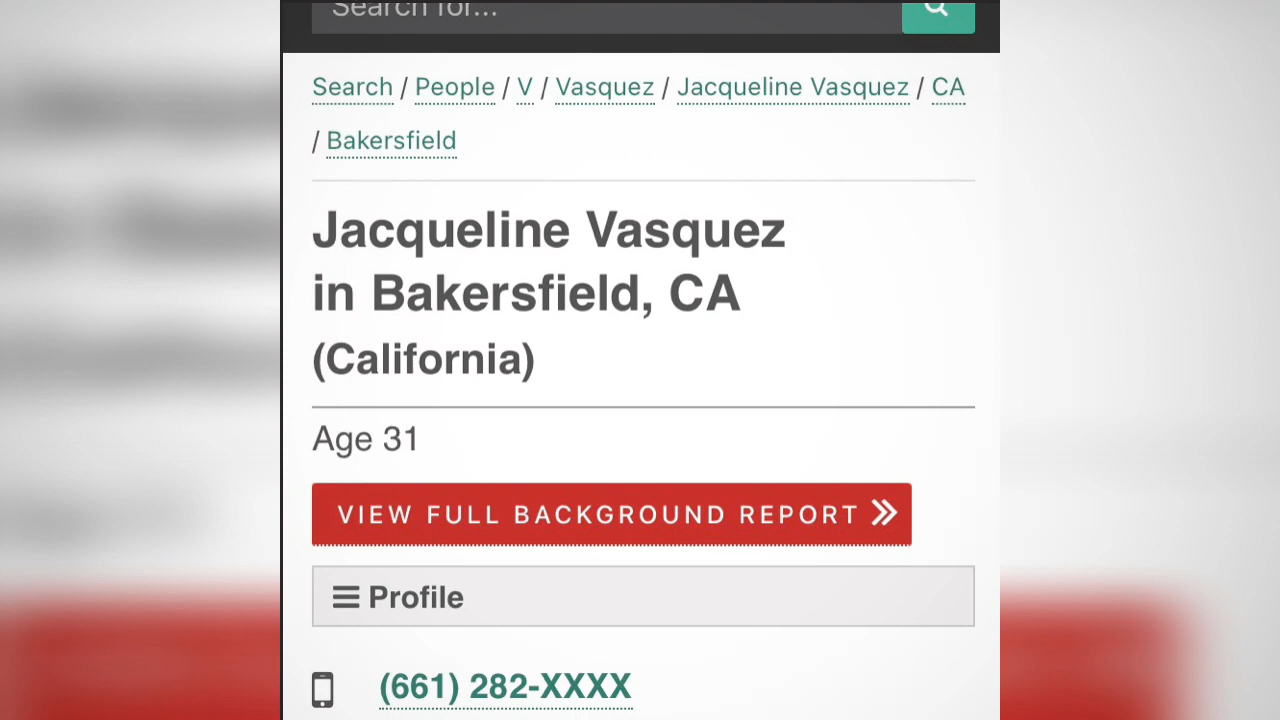 Search for...
Search / People / V / Vasquez / Jacqueline Vasquez / CA
/ Bakersfield
Jacqueline Vasquez
in Bakersfield, CA
(California)
Age 31
VIEW FULL BACKGROUND REPORT
Profile
(661) 282-XXXX